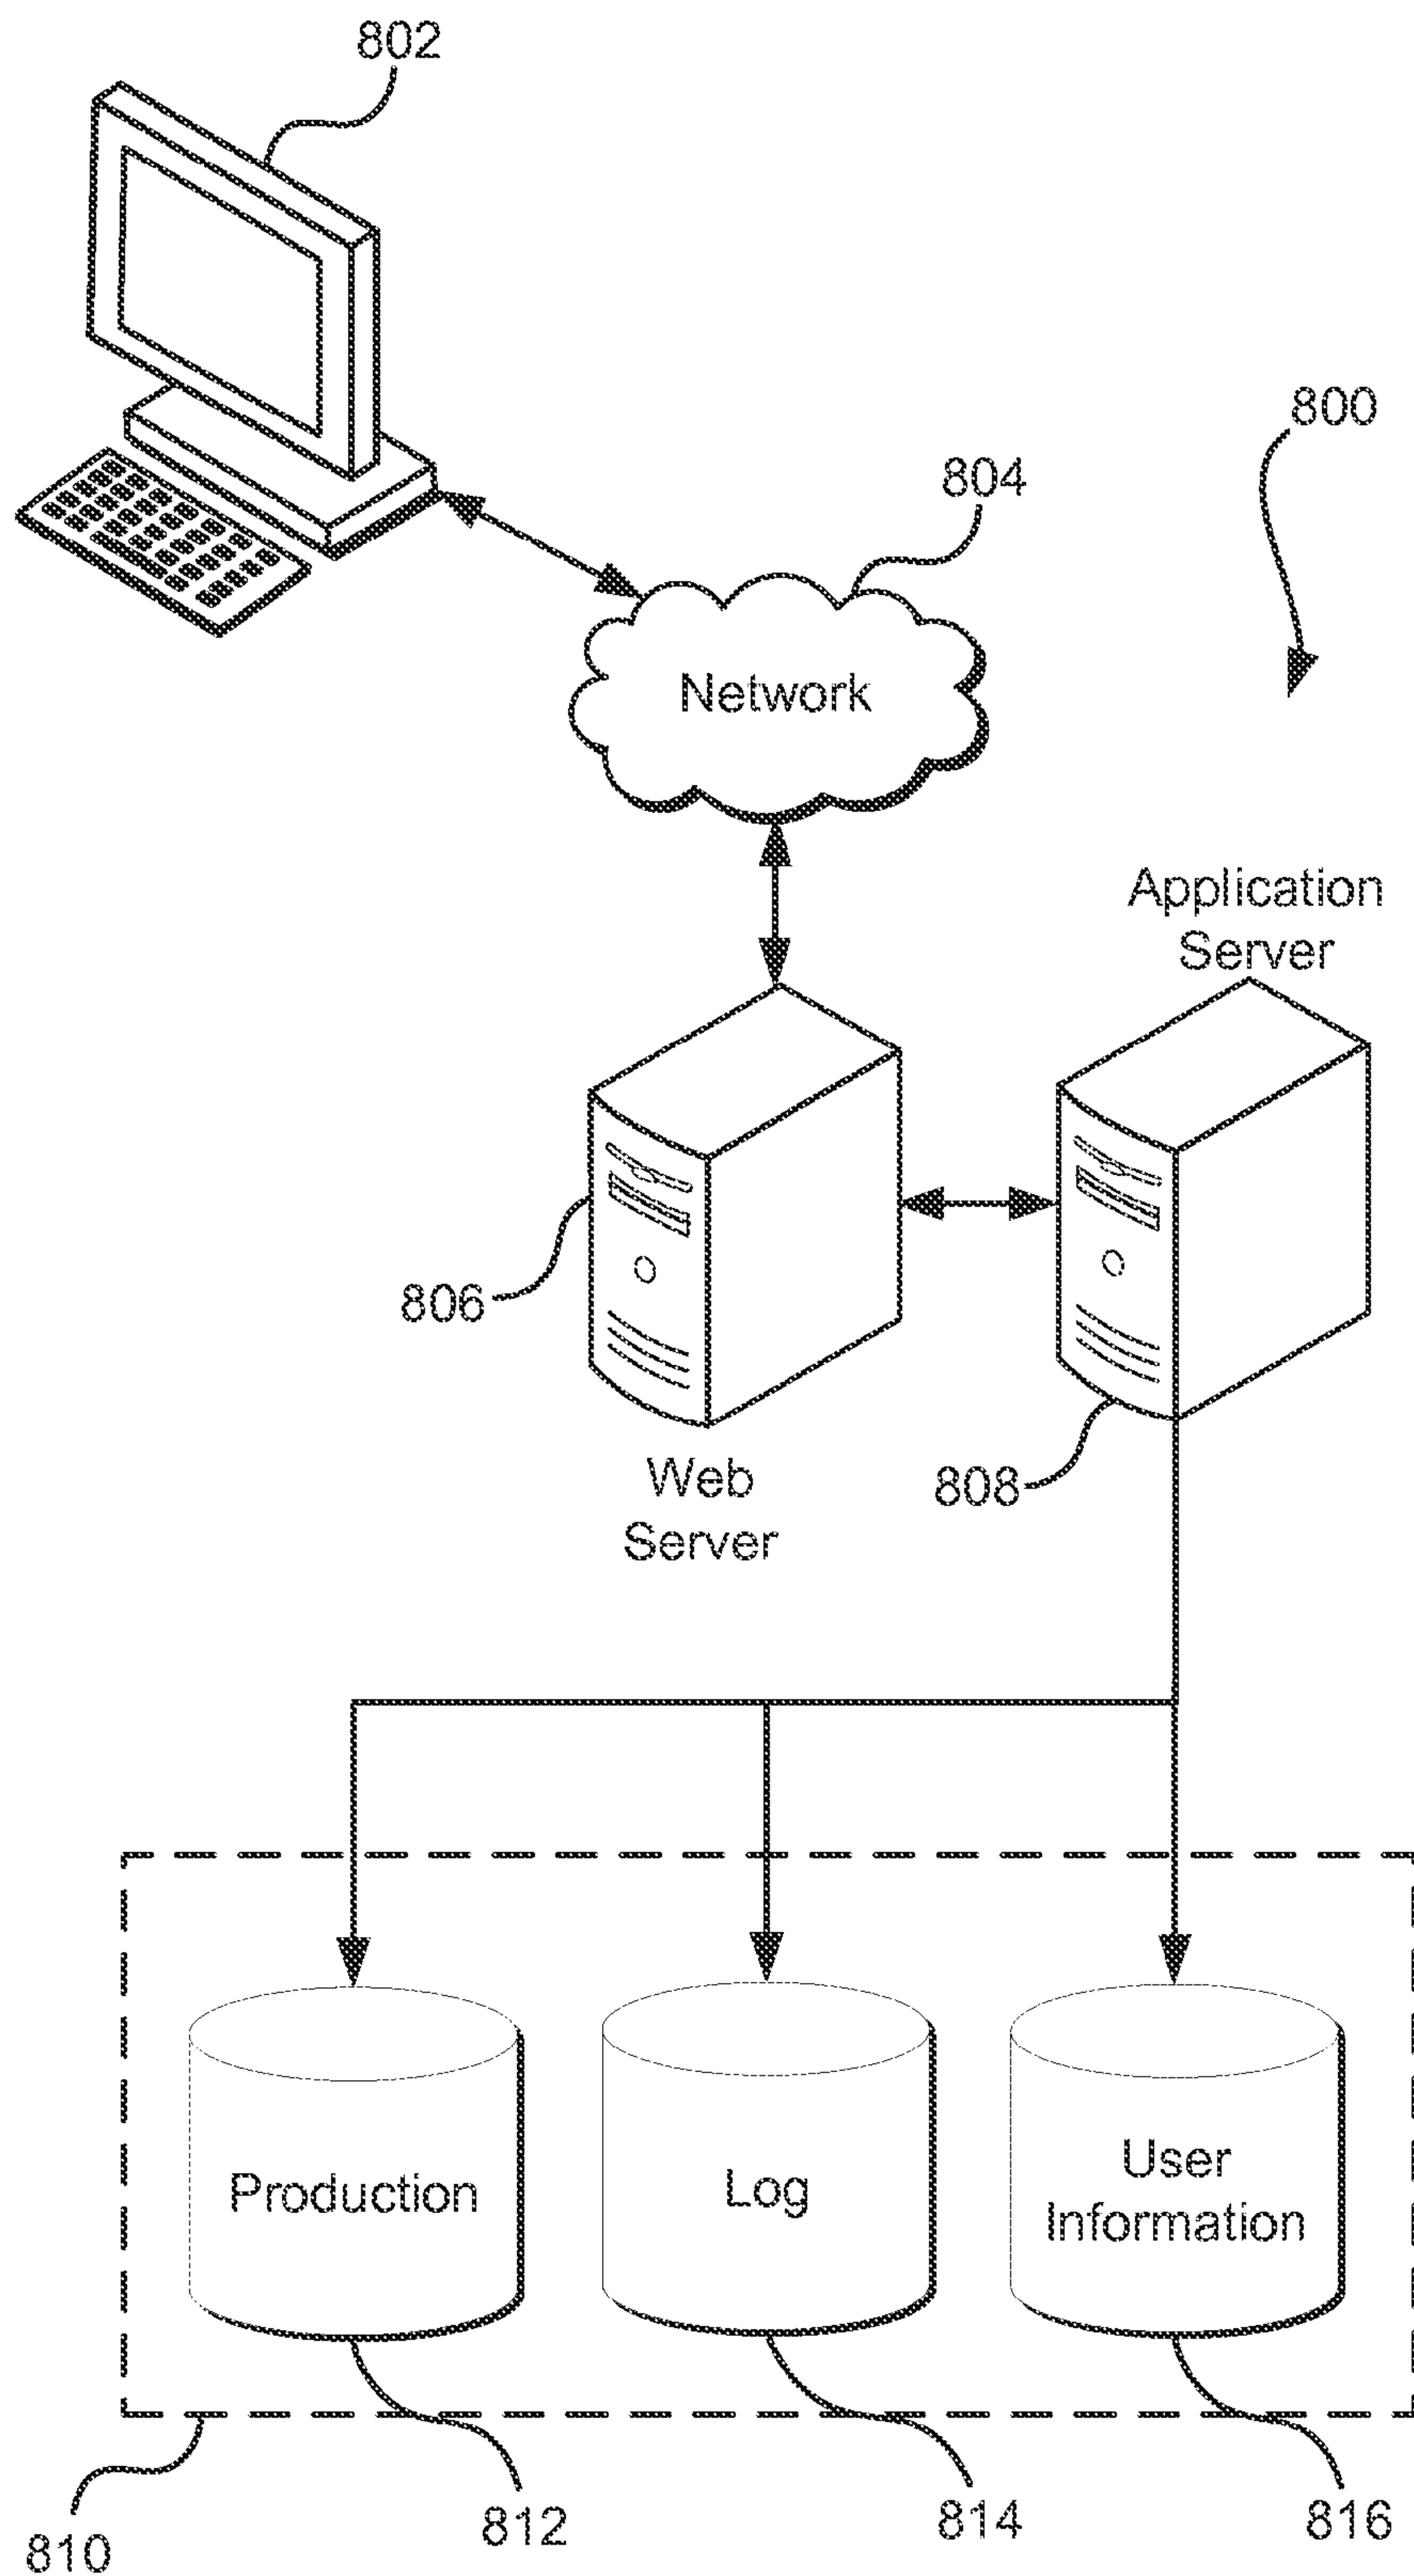 802
800
804
Network
Application
Server
806
808
Web
Server
Production
Log
User
Information
810
812
814
816